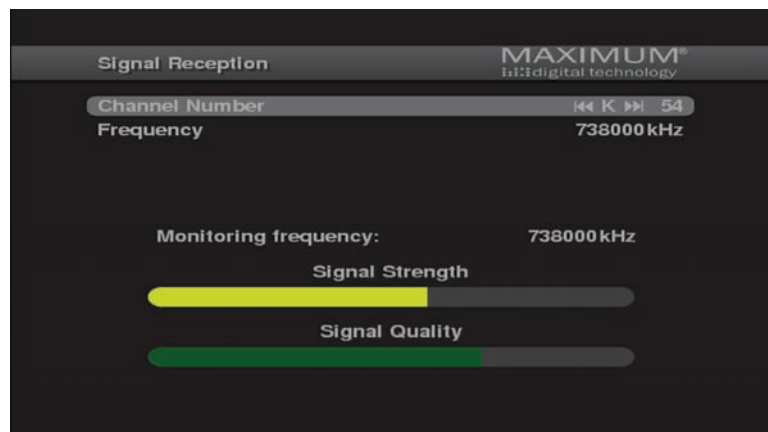 Signal Reception
MAXIMUM®
digital technology
Channel Number ⏮ K ⏭ 54
Frequency 738000 kHz
Monitoring frequency: 738000 kHz
Signal Strength
Signal Quality